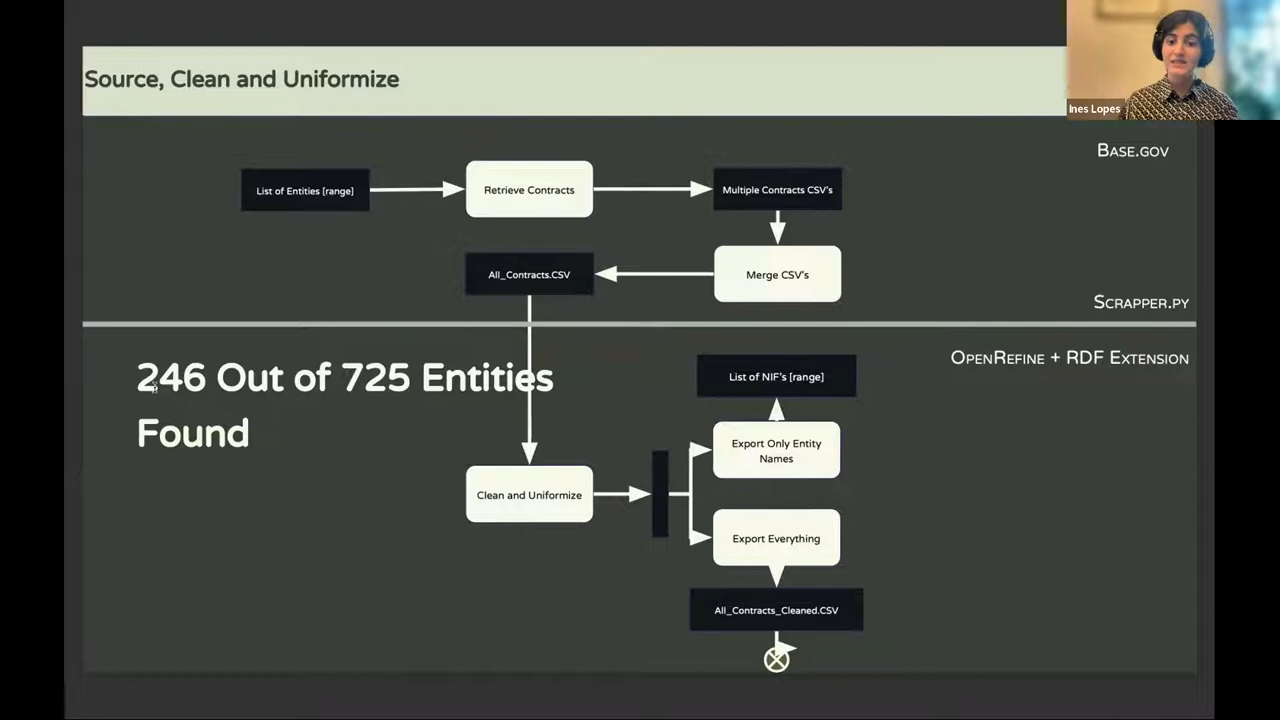 Source, Clean and Uniformize
Ines Lopes
BASE.GOV
List of Entities [range]
Retrieve Contracts
Multiple Contracts CSV's
All_Contracts.CSV
Merge CSV's
SCRAPPER.PY
OPENREFINE + RDF EXTENSION
246 Out of 725 Entities
Found
List of NIF's [range]
Export Only Entity
Names
Clean and Uniformize
Export Everything
All_Contracts_Cleaned.CSV